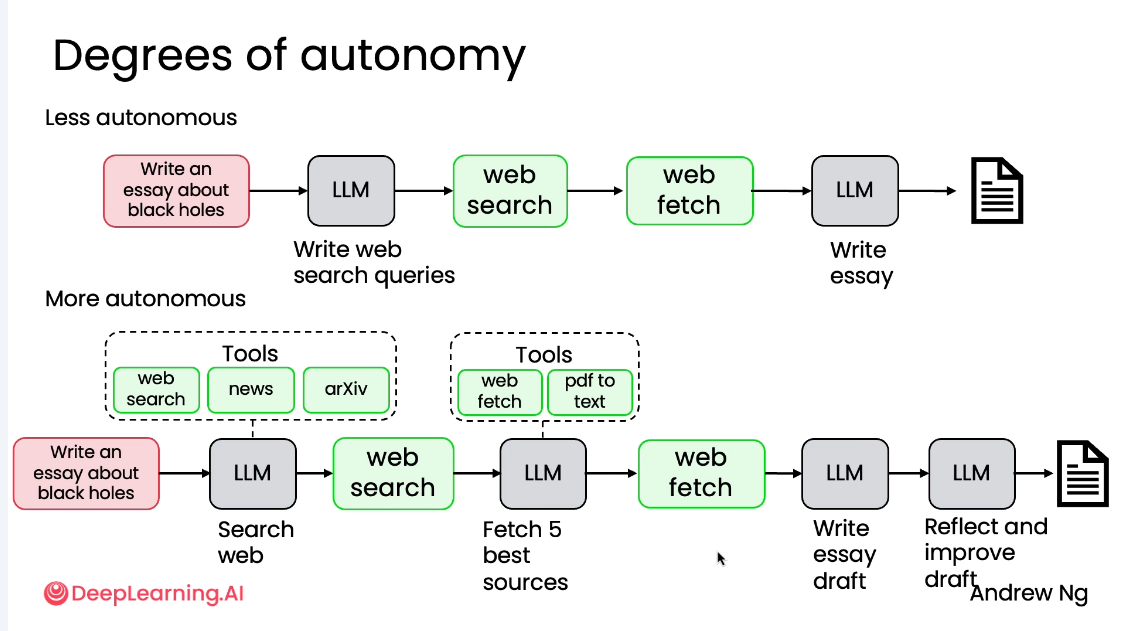 Degrees of autonomy
Less autonomous
Write an
essay about
black holes
LLM
web
search
web
fetch
LLM
Write web
search queries
Write
essay
More autonomous
Tools
web
search
news
arXiv
Tools
web
fetch
pdf to
text
Write an
essay about
black holes
LLM
web
search
LLM
web
fetch
LLM
LLM
Search
web
Fetch 5
best
sources
Write
essay
draft
Reflect and
improve
draft
DeepLearning.AI
Andrew Ng